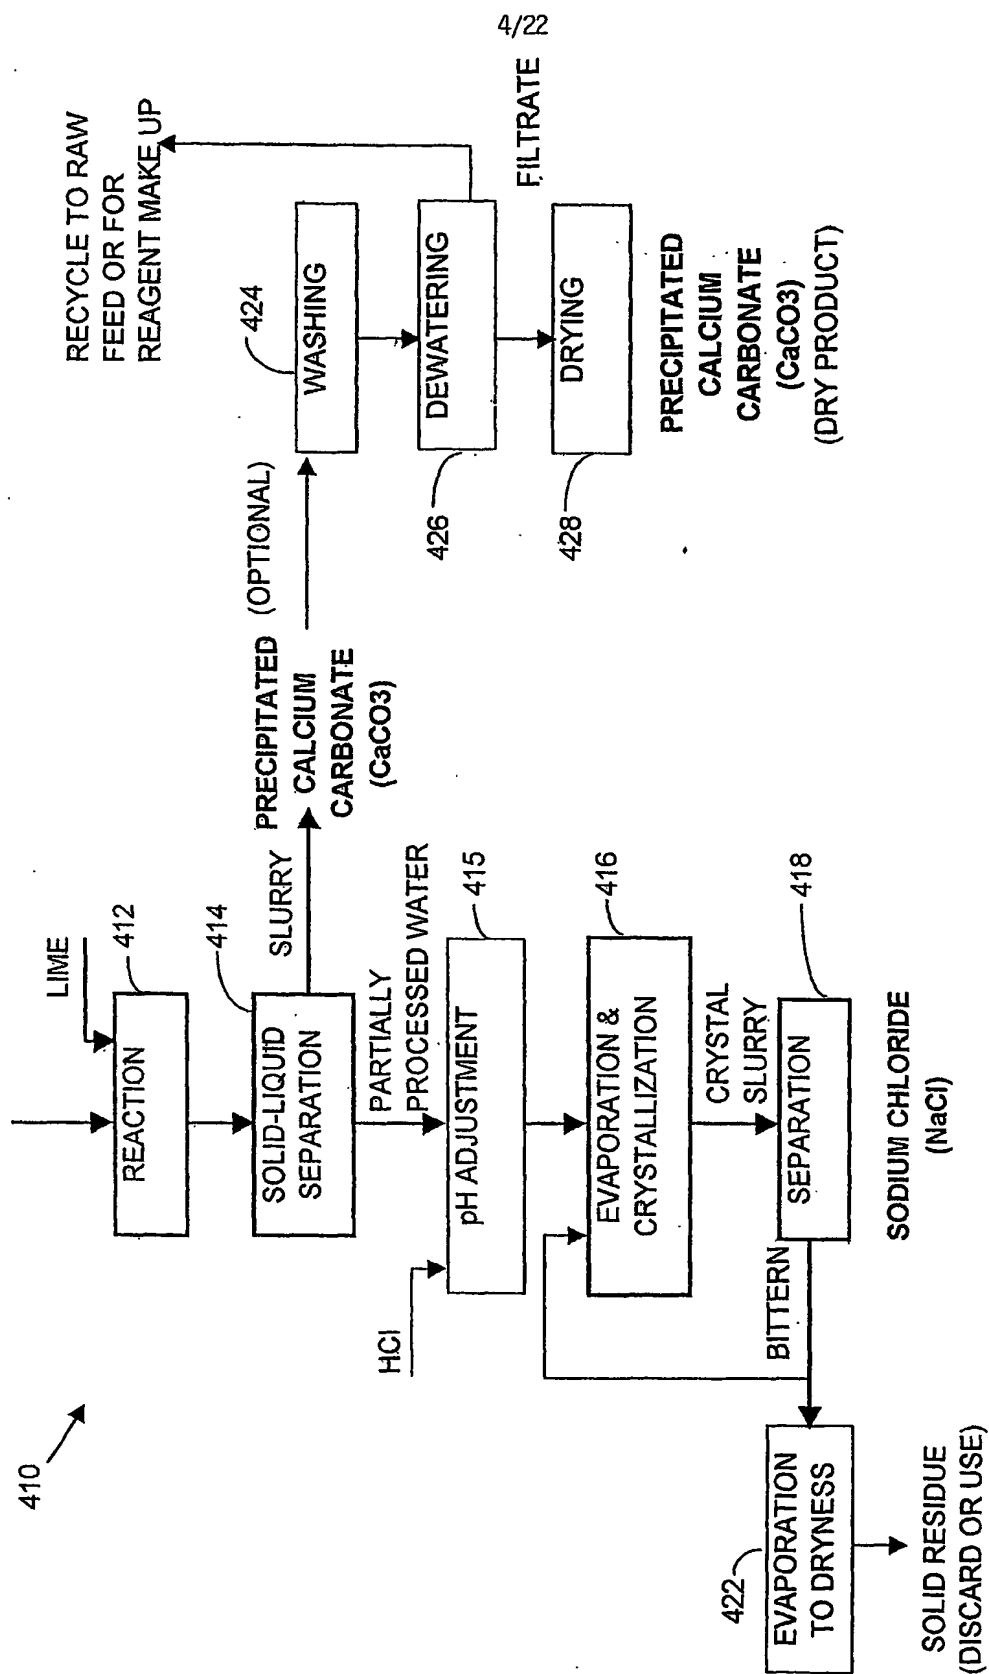 4/22
410
LIME
412
REACTION
414
SOLID-LIQUID
SEPARATION
SLURRY
PRECIPITATED
CALCIUM
CARBONATE
(CaCO3)
(OPTIONAL)
424
WASHING
RECYCLE TO RAW
FEED OR FOR
REAGENT MAKE UP
426
DEWATERING
FILTRATE
428
DRYING
PRECIPITATED
CALCIUM
CARBONATE
(CaCO3)
(DRY PRODUCT)
PARTIALLY
PROCESSED WATER
HCl
415
pH ADJUSTMENT
416
EVAPORATION &
CRYSTALLIZATION
CRYSTAL
SLURRY
418
SEPARATION
SODIUM CHLORIDE
(NaCl)
BITTERN
422
EVAPORATION
TO DRYNESS
SOLID RESIDUE
(DISCARD OR USE)